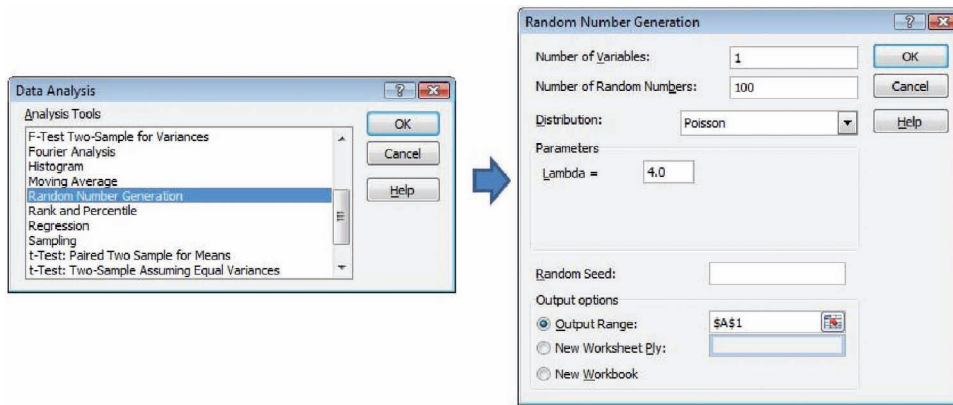 Data Analysis
Analysis Tools
F-Test Two-Sample for Variances
Fourier Analysis
Histogram
Moving Average
Random Number Generation
Rank and Percentile
Regression
Sampling
t-Test: Paired Two Sample for Means
t-Test: Two-Sample Assuming Equal Variances
OK
Cancel
Help
Random Number Generation
Number of Variables: 1
Number of Random Numbers: 100
Distribution: Poisson
Parameters
Lambda = 4.0
Random Seed:
Output options
Output Range: $A$1
New Worksheet Ply:
New Workbook
OK
Cancel
Help